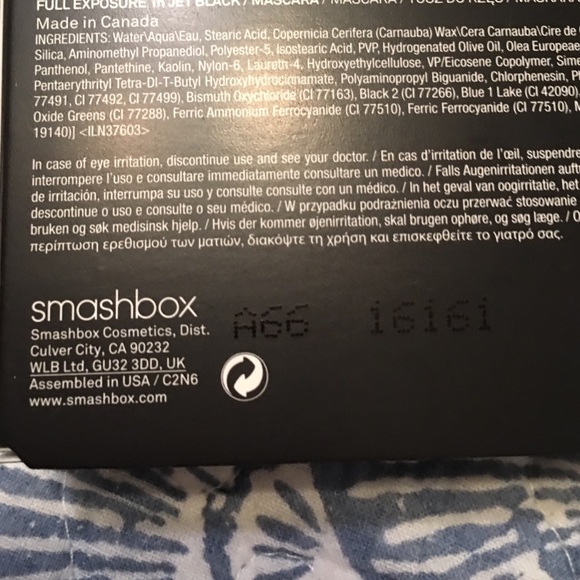 FULL EXPOSURE in JET BLACK / MASCARA / MASCARA /
Made in Canada
INGREDIENTS: Water\Aqua\Eau, Stearic Acid, Copernicia Cerifera (Carnauba) Wax\Cera Carnauba\Cire de
Silica, Aminomethyl Propanediol, Polyester-5, Isostearic Acid, PVP, Hydrogenated Olive Oil, Olea Europaea
Panthenol, Pantethine, Kaolin, Nylon-6, Laureth-4, Hydroxyethylcellulose, VP/Eicosene Copolymer,
Pentaerythrityl Tetra-DI-T-Butyl Hydroxyhydrocinnamate, Polyaminopropyl Biguanide, Chlorphenesin,
77491, CI 77492, CI 77499), Bismuth Oxychloride (CI 77163), Black 2 (CI 77266), Blue 1 Lake (CI 42090),
Oxide Greens (CI 77288), Ferric Ammonium Ferrocyanide (CI 77510), Ferric Ferrocyanide (CI 77510),
19140)] <ILN37603>
In case of eye irritation, discontinue use and see your doctor. / En cas d'irritation de l'œil, suspendre
interrompere l'uso e consultare immediatamente consultare un medico. / Falls Augenirritationen
de irritación, interrumpa su uso y consulte consulte con un médico. / In het geval van oogirritatie, het
descontinue o uso e consulte o seu médico. / W przypadku podrażnienia oczu przerwać stosowanie
bruken og søk medisinsk hjelp. / Hvis der kommer øjenirritation, skal brugen ophøre, og søg læge. /
περίπτωση ερεθισμού των ματιών, διακόψτε τη χρήση και επισκεφθείτε το γιατρό σας.
smashbox
Smashbox Cosmetics, Dist.
Culver City, CA 90232
WLB Ltd, GU32 3DD, UK
Assembled in USA / C2N6
www.smashbox.com
A66 16161